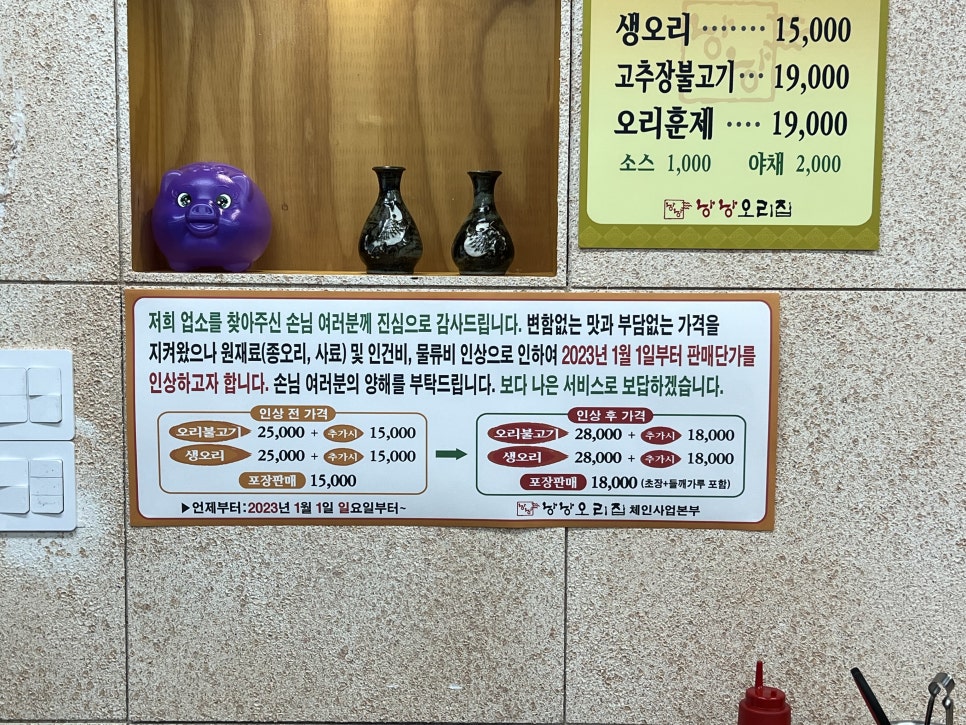 생오리 ······· 15,000
고추장불고기 ··· 19,000
오리훈제 ···· 19,000
소스 1,000 야채 2,000
낭낭오리집
저희 업소를 찾아주신 손님 여러분께 진심으로 감사드립니다. 변함없는 맛과 부담없는 가격을
지켜왔으나 원재료(종오리, 사료) 및 인건비, 물류비 인상으로 인하여 2023년 1월 1일부터 판매단가를
인상하고자 합니다. 손님 여러분의 양해를 부탁드립니다. 보다 나은 서비스로 보답하겠습니다.
인상 전 가격
오리불고기 25,000 + 추가시 15,000
생오리 25,000 + 추가시 15,000
포장판매 15,000
인상 후 가격
오리불고기 28,000 + 추가시 18,000
생오리 28,000 + 추가시 18,000
포장판매 18,000 (초장+들깨가루 포함)
▶언제부터:2023년 1월 1일 일요일부터~
낭낭오리집 체인사업본부